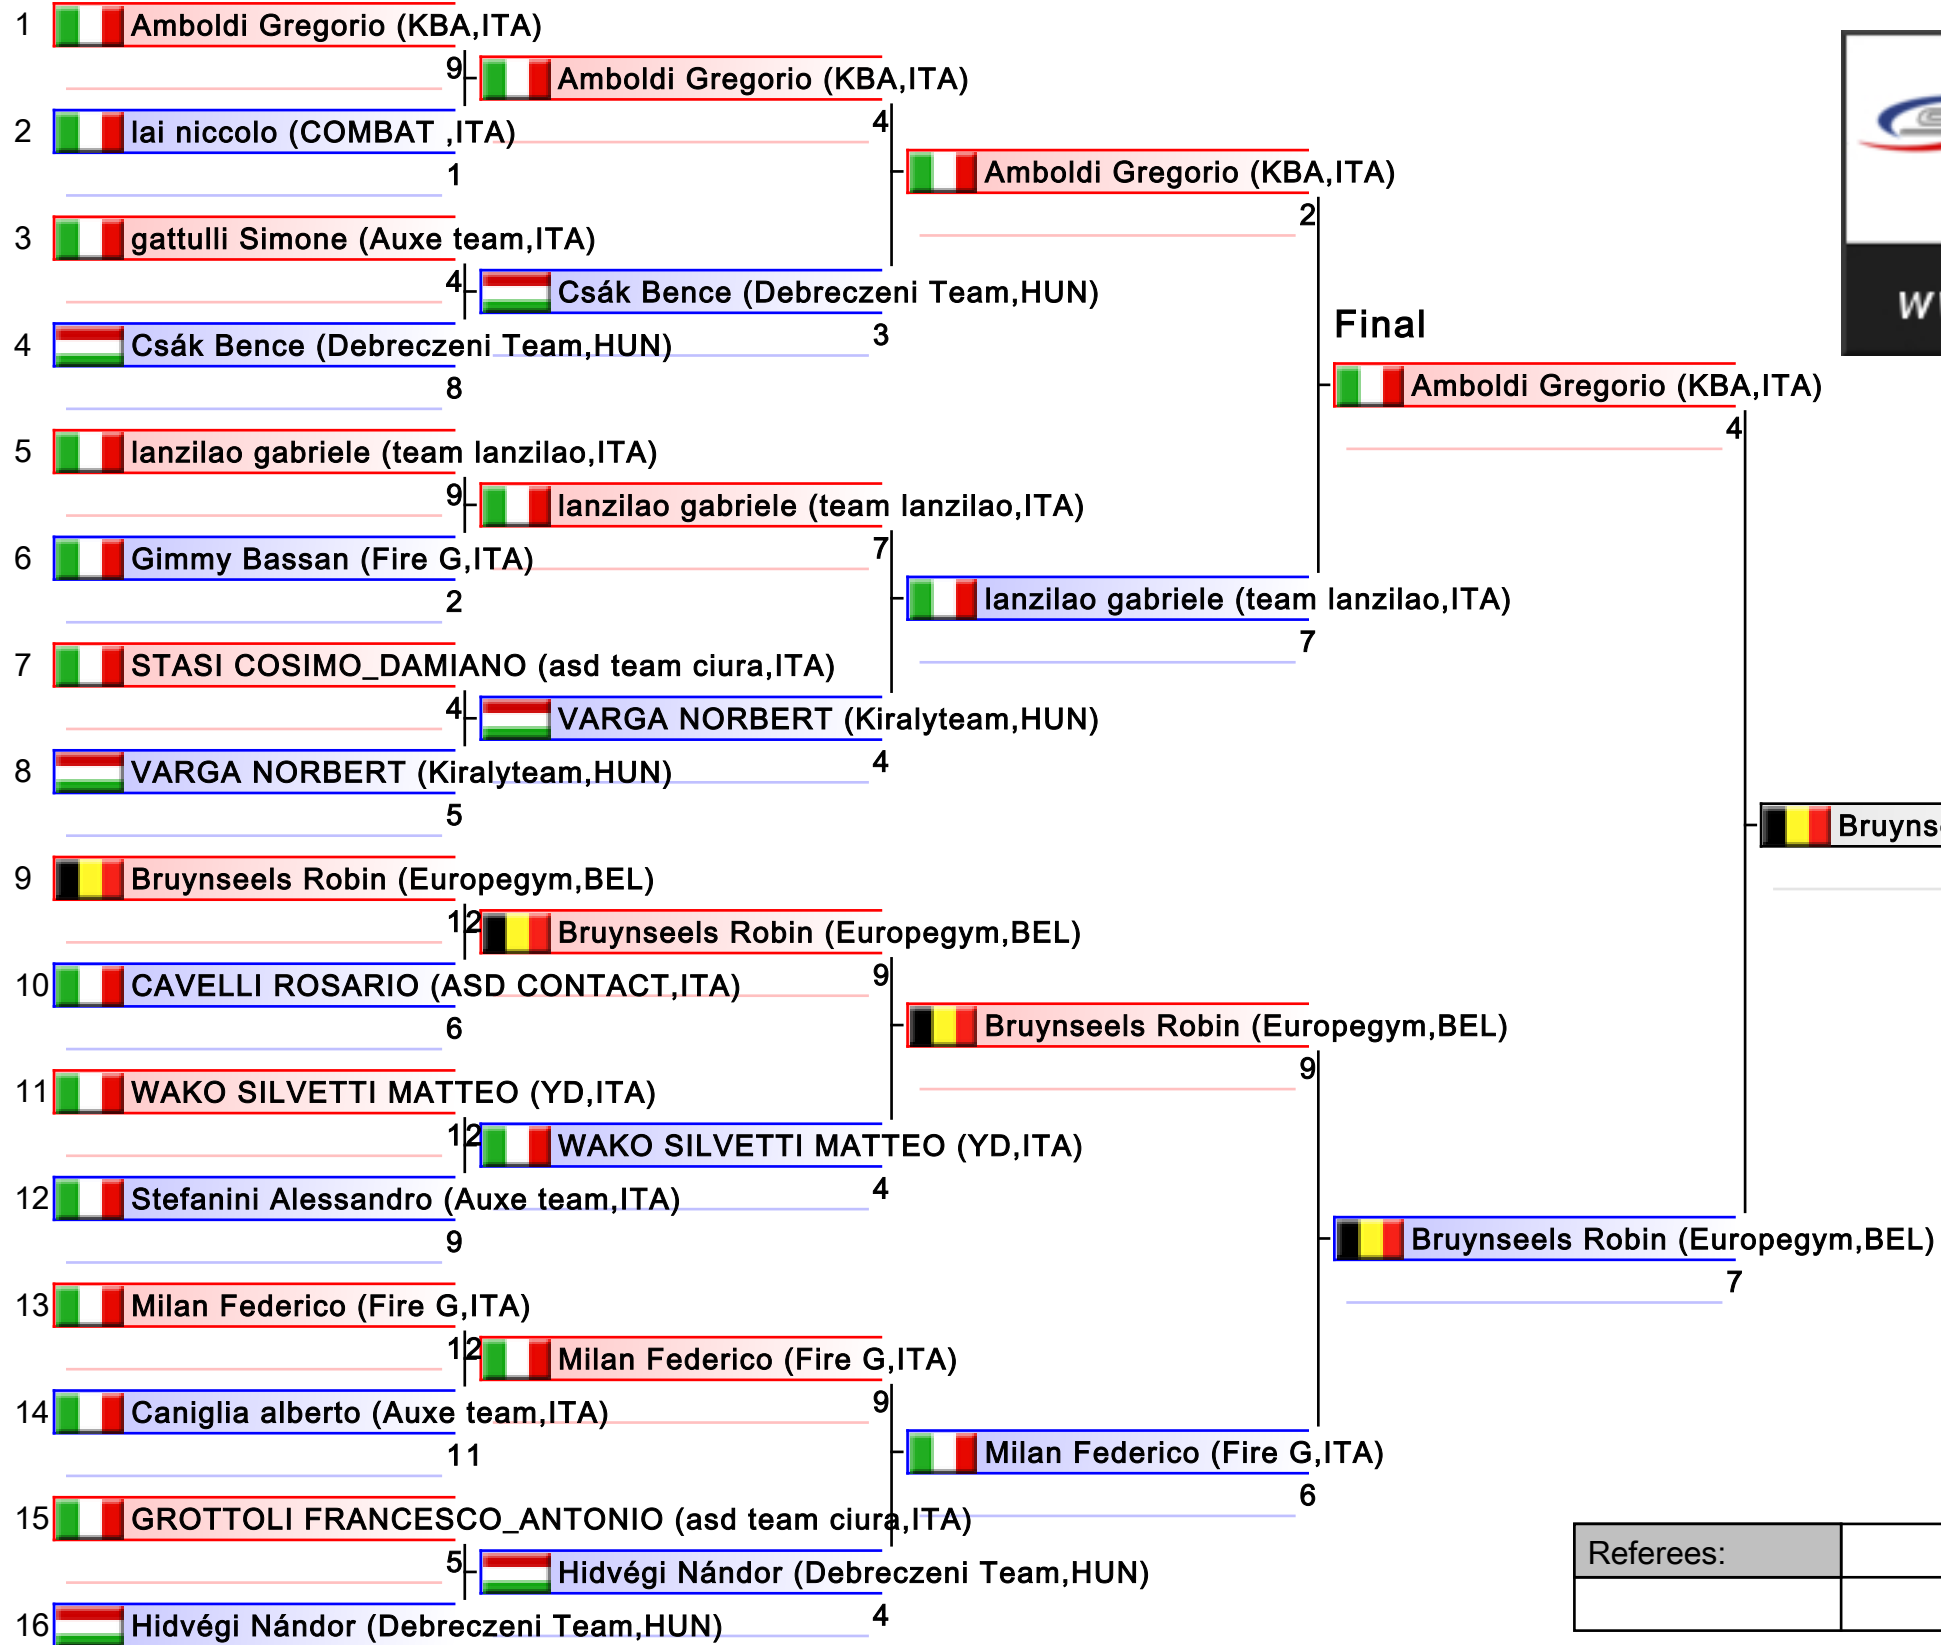 1 Amboldi Gregorio (KBA,ITA)
9 Amboldi Gregorio (KBA,ITA)
4
2 lai niccolo (COMBAT ,ITA)
1
Amboldi Gregorio (KBA,ITA)
2
3 gattulli Simone (Auxe team,ITA)
4 Csák Bence (Debreczeni Team,HUN)
3
Final
4 Csák Bence (Debreczeni Team,HUN)
8
Amboldi Gregorio (KBA,ITA)
4
5 lanzilao gabriele (team lanzilao,ITA)
9 lanzilao gabriele (team lanzilao,ITA)
7
6 Gimmy Bassan (Fire G,ITA)
2
lanzilao gabriele (team lanzilao,ITA)
7
7 STASI COSIMO_DAMIANO (asd team ciura,ITA)
4 VARGA NORBERT (Kiralyteam,HUN)
4
8 VARGA NORBERT (Kiralyteam,HUN)
5
9 Bruynseels Robin (Europegym,BEL)
12 Bruynseels Robin (Europegym,BEL)
9
10 CAVELLI ROSARIO (ASD CONTACT,ITA)
6
Bruynseels Robin (Europegym,BEL)
9
11 WAKO SILVETTI MATTEO (YD,ITA)
12 WAKO SILVETTI MATTEO (YD,ITA)
4
12 Stefanini Alessandro (Auxe team,ITA)
9
Bruynseels Robin (Europegym,BEL)
7
13 Milan Federico (Fire G,ITA)
12 Milan Federico (Fire G,ITA)
9
14 Caniglia alberto (Auxe team,ITA)
11
Milan Federico (Fire G,ITA)
6
15 GROTTOLI FRANCESCO_ANTONIO (asd team ciura,ITA)
5 Hidvégi Nándor (Debreczeni Team,HUN)
4
16 Hidvégi Nándor (Debreczeni Team,HUN)
Referees: